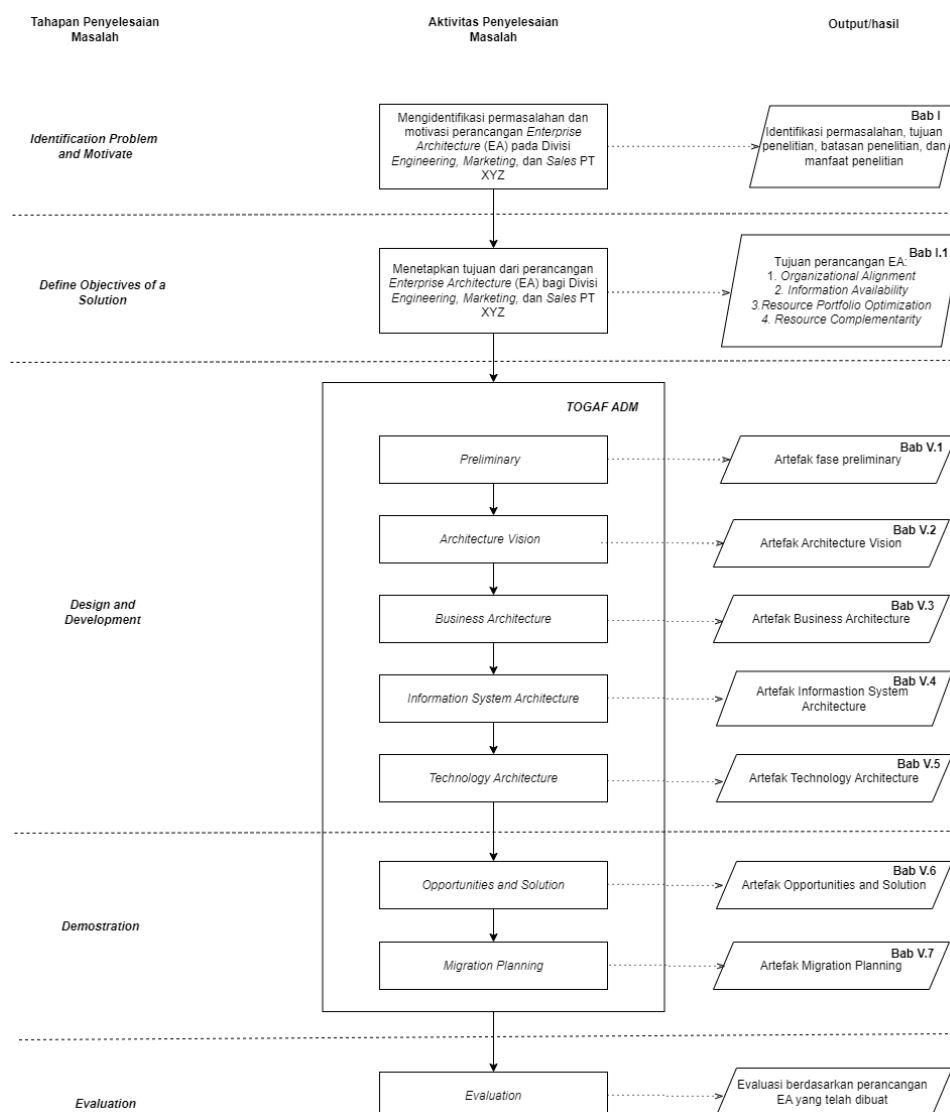 Tahapan Penyelesaian
Masalah
Aktivitas Penyelesaian
Masalah
Output/hasil
Identification Problem
and Motivate
Mengidentifikasi permasalahan dan
motivasi perancangan Enterprise
Architecture (EA) pada Divisi
Engineering, Marketing, dan Sales PT
XYZ
Bab I
Identifikasi permasalahan, tujuan
penelitian, batasan penelitian, dan
manfaat penelitian
Define Objectives of a
Solution
Menetapkan tujuan dari perancangan
Enterprise Architecture (EA) bagi Divisi
Engineering, Marketing, dan Sales PT
XYZ
Bab I.1
Tujuan perancangan EA:
1. Organizational Alignment
2. Information Availability
3.Resource Portfolio Optimization
4. Resource Complementarity
TOGAF ADM
Design and
Development
Preliminary
Bab V.1
Artefak fase preliminary
Architecture Vision
Bab V.2
Artefak Architecture Vision
Business Architecture
Bab V.3
Artefak Business Architecture
Information System Architecture
Bab V.4
Artefak Informastion System
Architecture
Technology Architecture
Bab V.5
Artefak Technology Architecture
Demostration
Opportunities and Solution
Bab V.6
Artefak Opportunities and Solution
Migration Planning
Bab V.7
Artefak Migration Planning
Evaluation
Evaluation
Evaluasi berdasarkan perancangan
EA yang telah dibuat